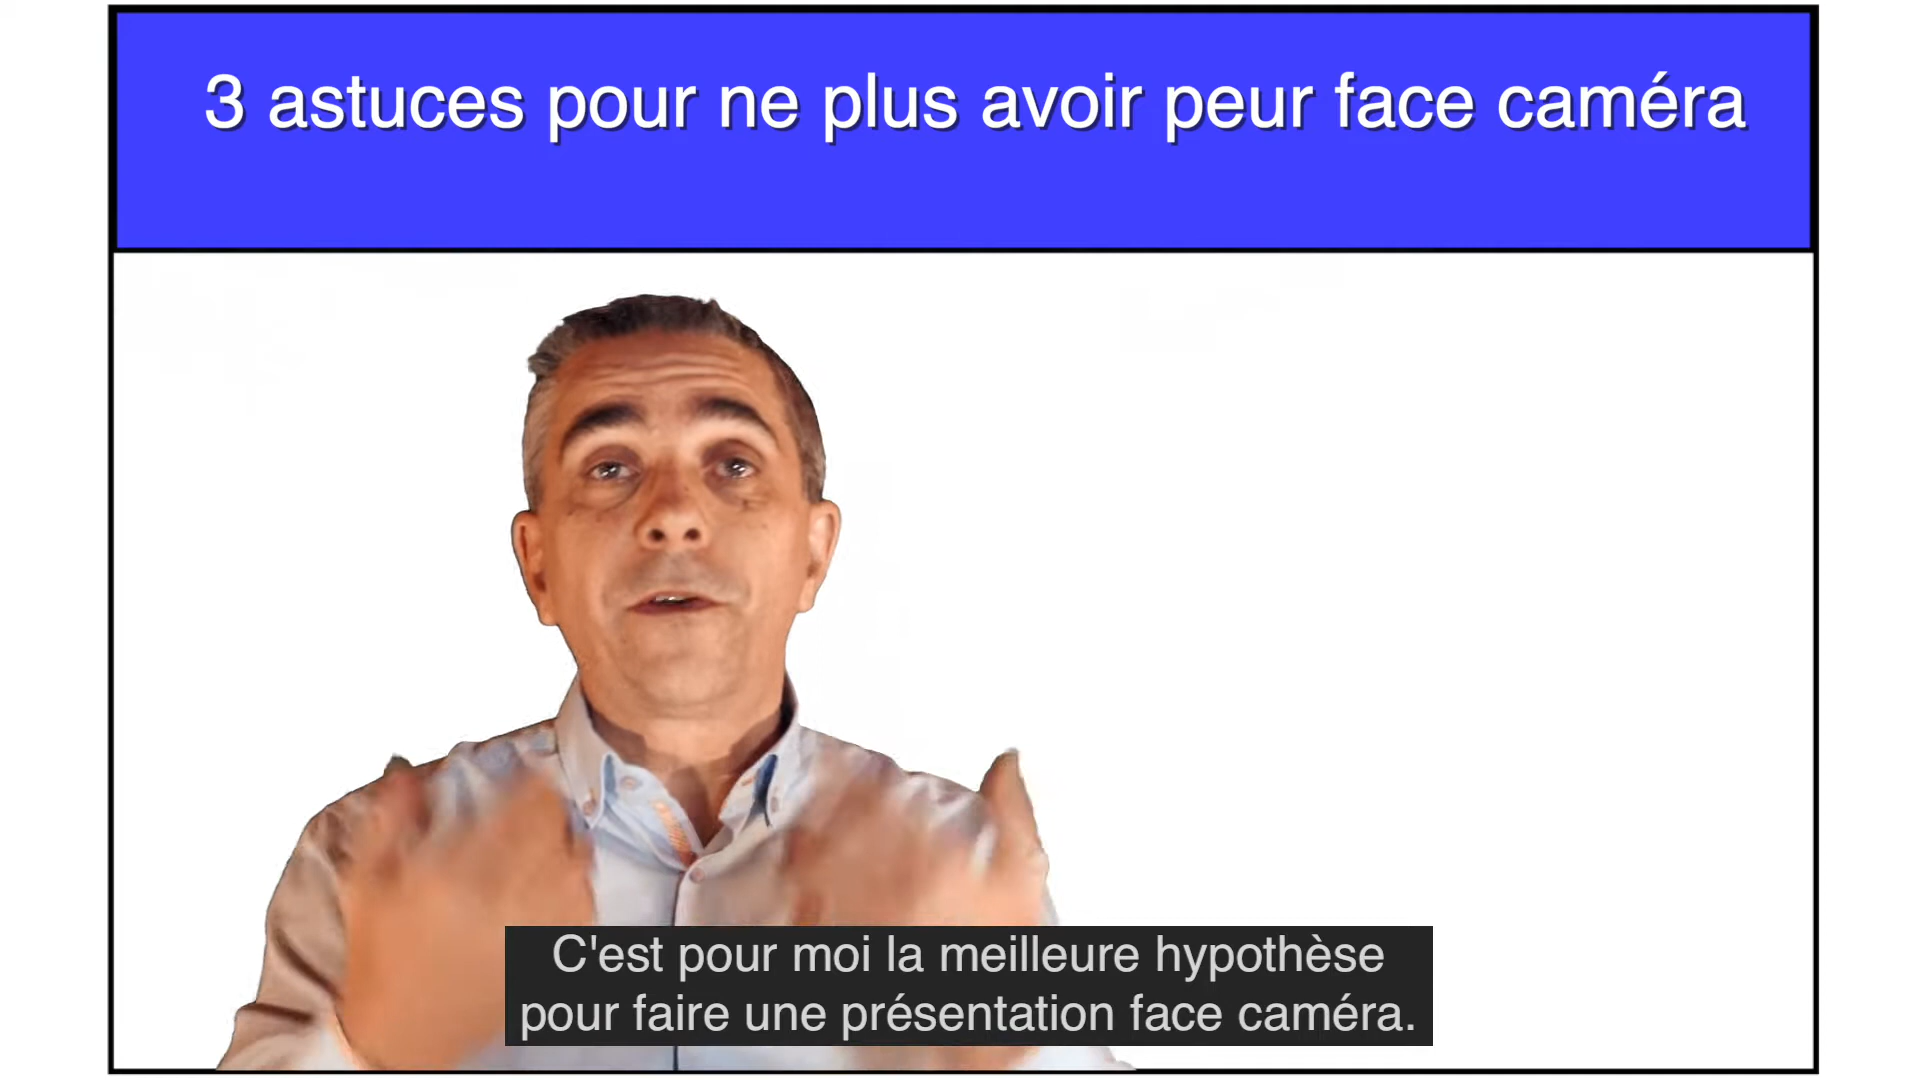 3 astuces pour ne plus avoir peur face caméra
C'est pour moi la meilleure hypothèse
pour faire une présentation face caméra.